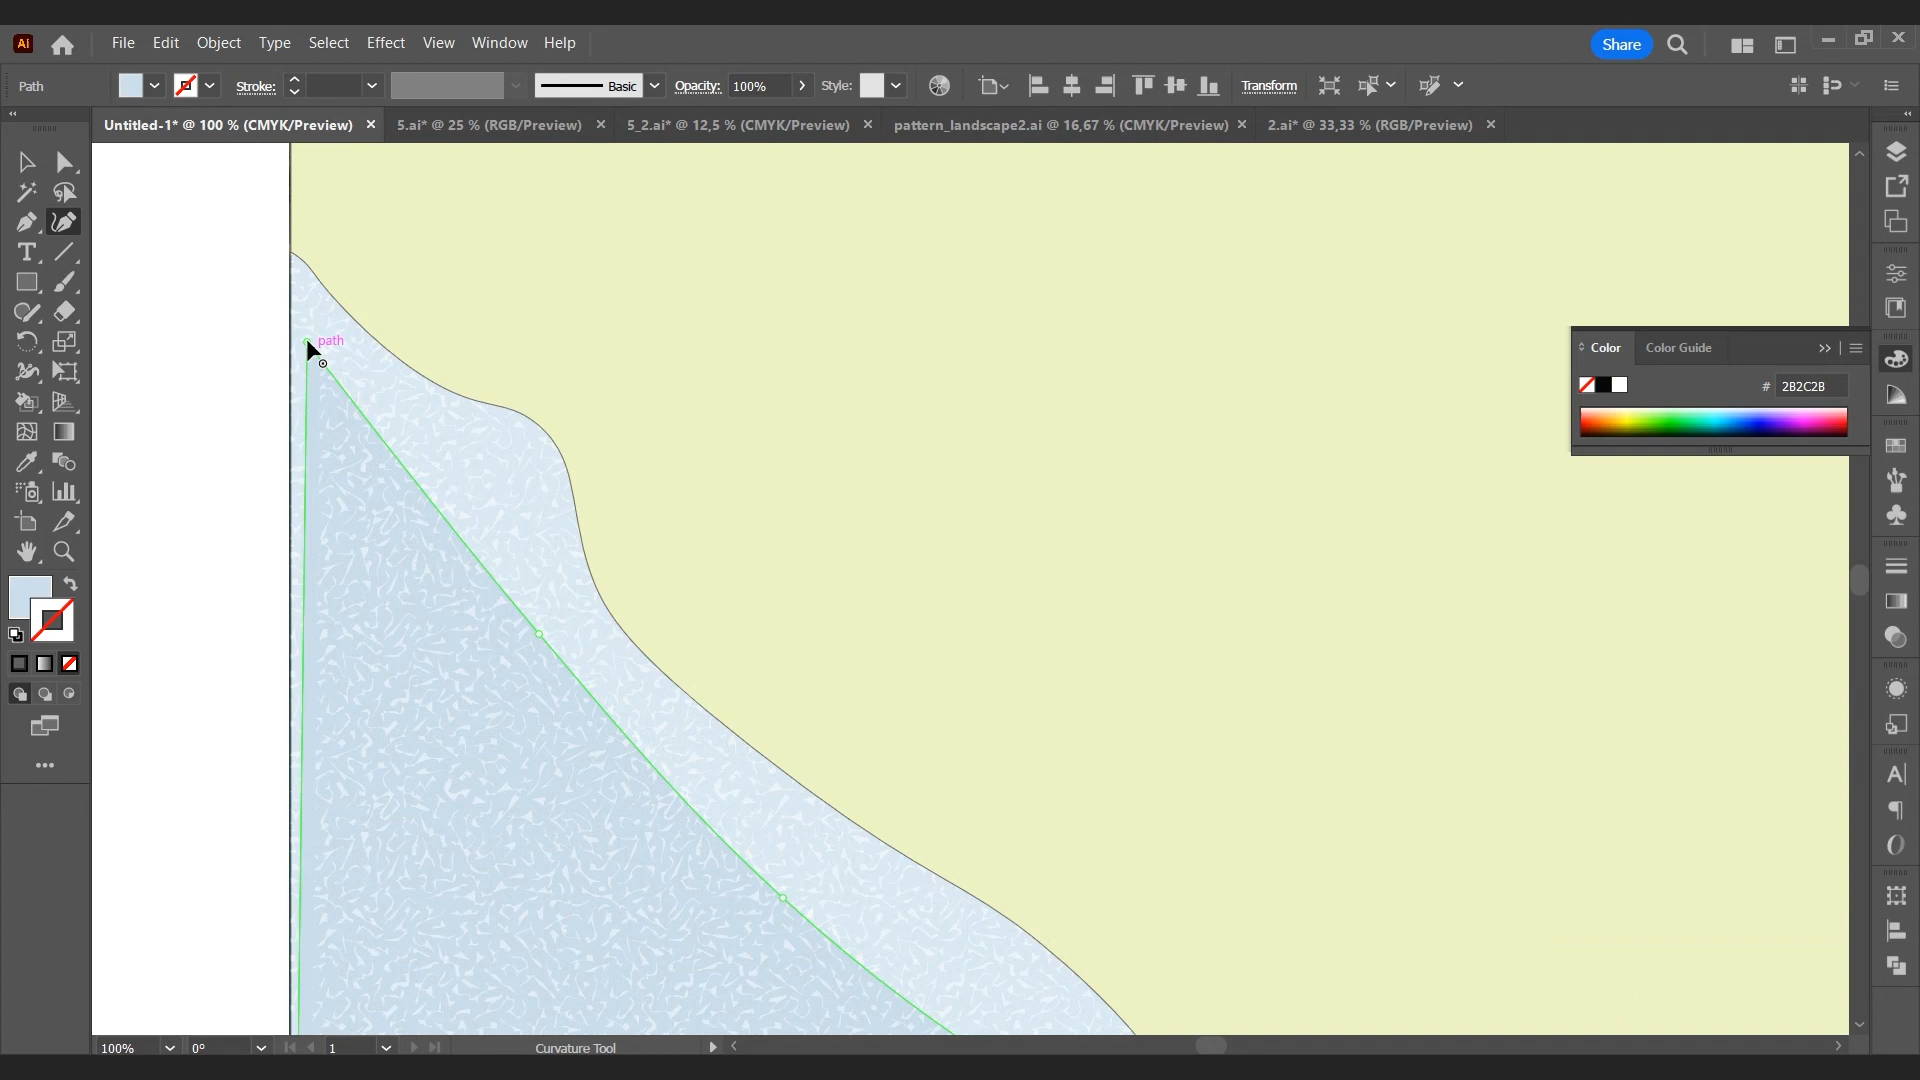 Ai File Edit Object Type Select Effect View Window Help Share
Path Stroke: Basic Opacity: 100% Style: Transform
Untitled-1* @ 100 % (CMYK/Preview) 5.ai* @ 25 % (RGB/Preview) 5_2.ai* @ 12,5 % (CMYK/Preview) pattern_landscape2.ai @ 16,67 % (CMYK/Preview) 2.ai* @ 33,33 % (RGB/Preview)
path
Color Color Guide
# 2B2C2B
100% 0° 1 Curvature Tool